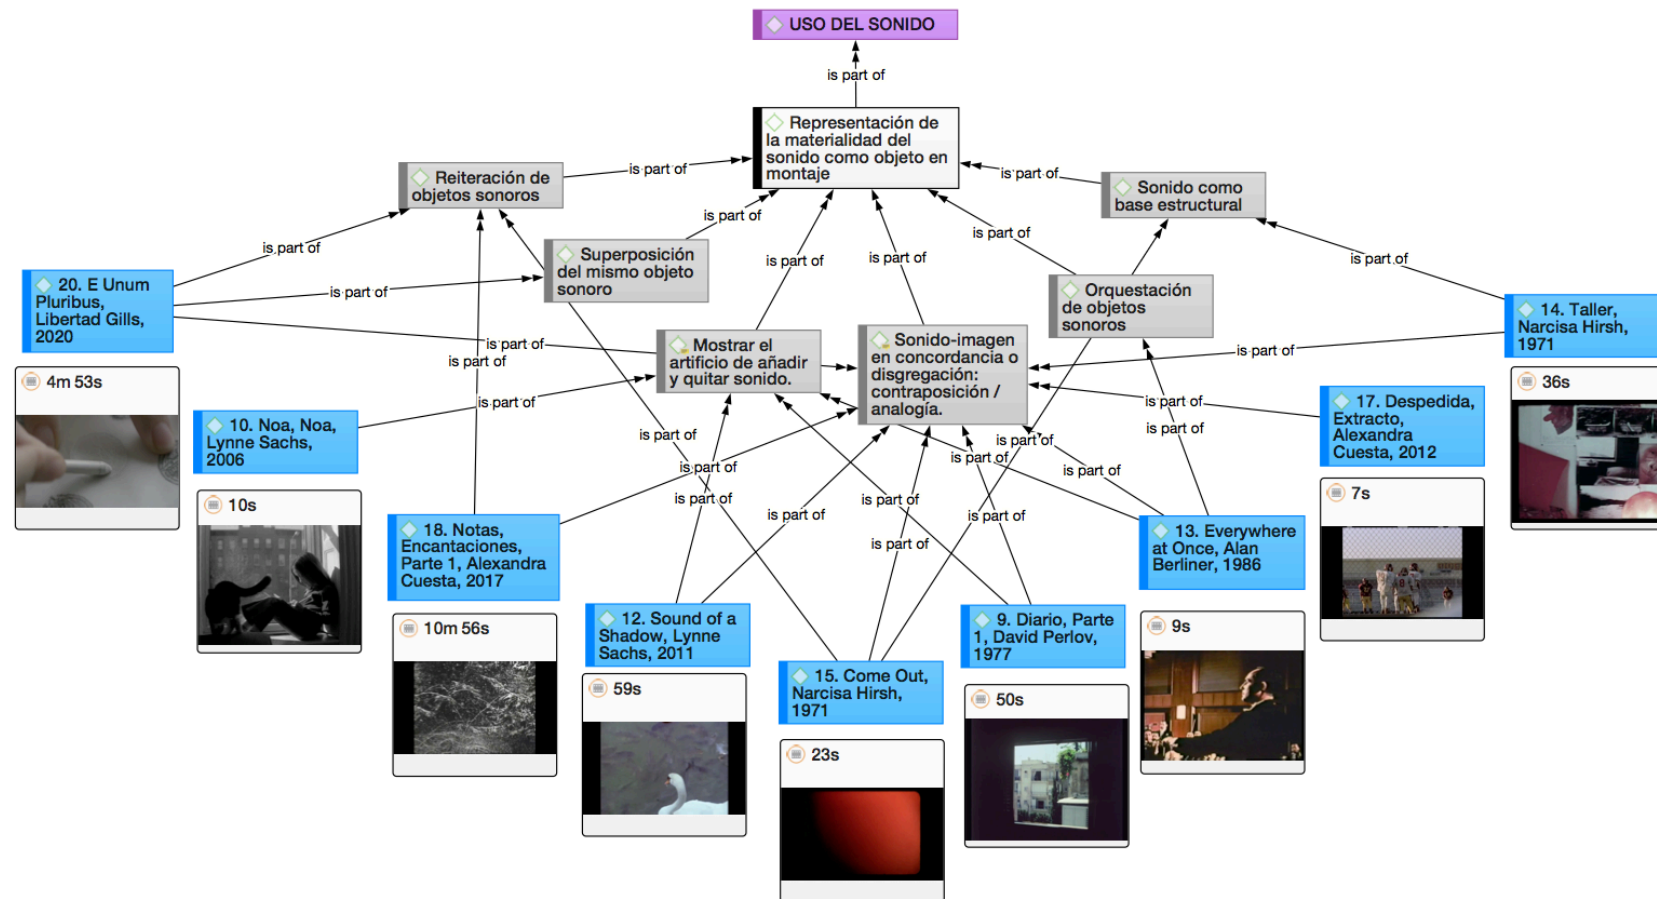 USO DEL SONIDO
is part of
Representación de
la materialidad del
sonido como objeto en
montaje
is part of
Reiteración de
objetos sonoros
is part of
Sonido como
base estructural
is part of
is part of
is part of
Superposición
del mismo objeto
sonoro
is part of
is part of
is part of
is part of
20. E Unum
Pluribus,
Libertad Gills,
2020
is part of
Orquestación
de objetos
sonoros
14. Taller,
Narcisa Hirsh,
1971
is part of
Mostrar el
artificio de añadir
y quitar sonido.
Sonido-imagen
en concordancia o
disgregación:
contraposición /
analogía.
is part of
is part of
4m 53s
36s
is part of
is part of
17. Despedida,
Extracto,
Alexandra
Cuesta, 2012
10. Noa, Noa,
Lynne Sachs,
2006
is part of
is part of
is part of
is part of
is part of
is part of
is part of
is part of
10s
7s
is part of
is part of
is part of
18. Notas,
Encantaciones,
Parte 1, Alexandra
Cuesta, 2017
13. Everywhere
at Once, Alan
Berliner, 1986
12. Sound of a
Shadow, Lynne
Sachs, 2011
9. Diario, Parte
1, David Perlov,
1977
10m 56s
9s
15. Come Out,
Narcisa Hirsh,
1971
59s
50s
23s